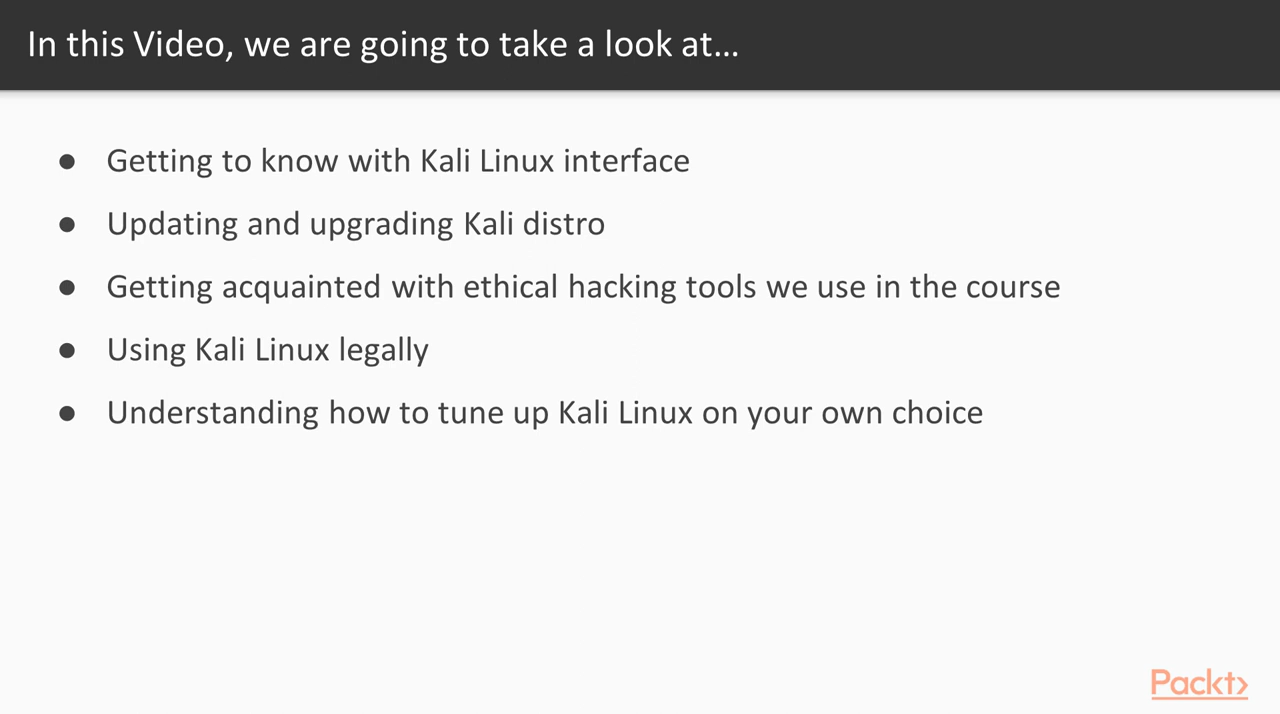 In this Video, we are going to take a look at...
● Getting to know with Kali Linux interface
● Updating and upgrading Kali distro
● Getting acquainted with ethical hacking tools we use in the course
● Using Kali Linux legally
● Understanding how to tune up Kali Linux on your own choice
Packt>